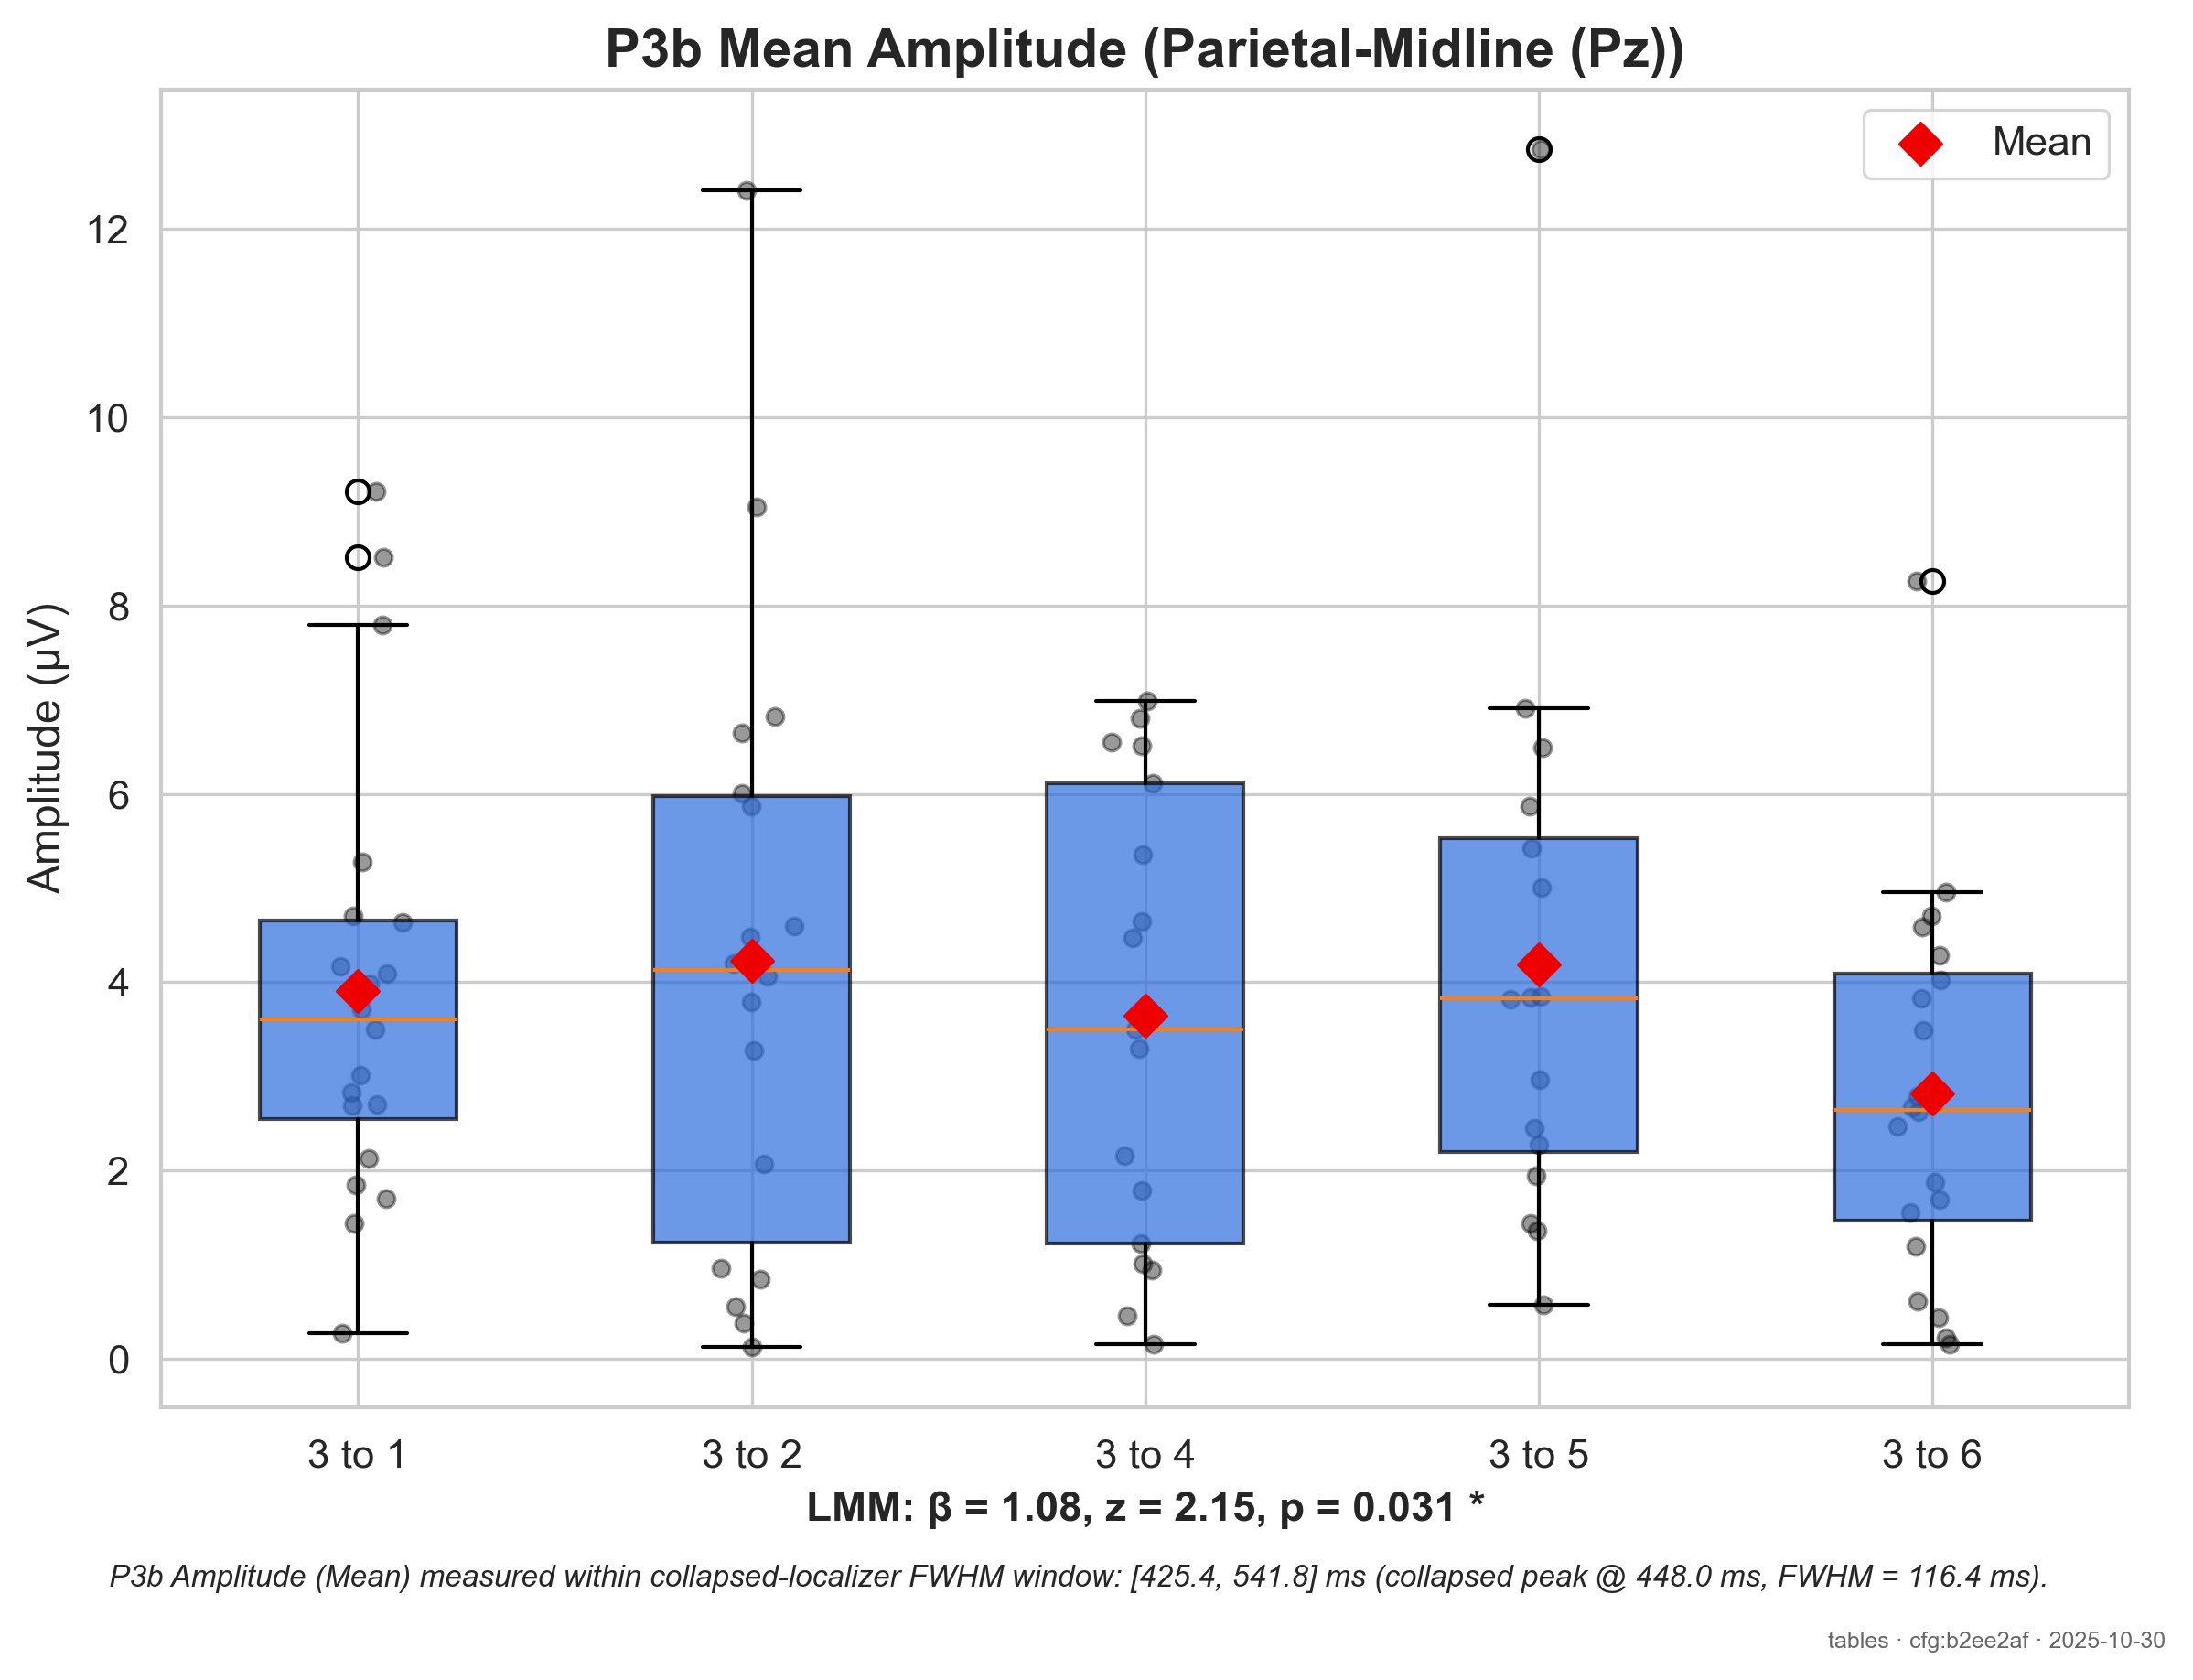 P3b Mean Amplitude (Parietal-Midline (Pz))
Mean
Amplitude (µV)
12
10
8
6
4
2
0
3 to 1 3 to 2 3 to 4 3 to 5 3 to 6
LMM: β = 1.08, z = 2.15, p = 0.031 *
P3b Amplitude (Mean) measured within collapsed-localizer FWHM window: [425.4, 541.8] ms (collapsed peak @ 448.0 ms, FWHM = 116.4 ms).
tables · cfg:b2ee2af · 2025-10-30